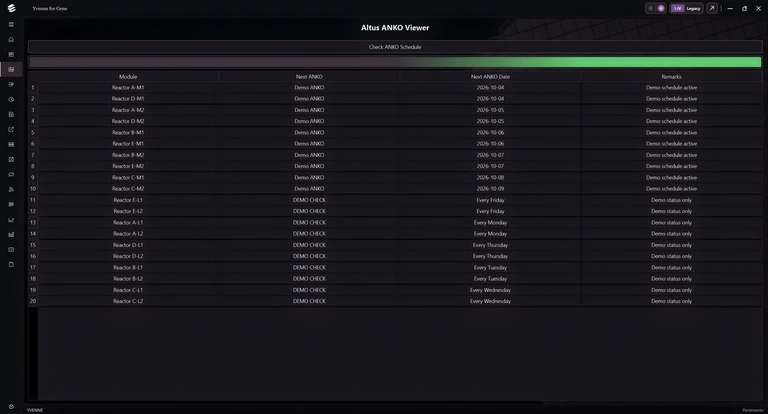 Yvenne for Gene
I-IV Legacy
Altus ANKO Viewer
Check ANKO Schedule
Module Next ANKO Next ANKO Date Remarks
1 Reactor A-M1 Demo ANKO 2026-10-04 Demo schedule active
2 Reactor D-M1 Demo ANKO 2026-10-04 Demo schedule active
3 Reactor A-M2 Demo ANKO 2026-10-05 Demo schedule active
4 Reactor D-M2 Demo ANKO 2026-10-05 Demo schedule active
5 Reactor B-M1 Demo ANKO 2026-10-06 Demo schedule active
6 Reactor E-M1 Demo ANKO 2026-10-06 Demo schedule active
7 Reactor B-M2 Demo ANKO 2026-10-07 Demo schedule active
8 Reactor E-M2 Demo ANKO 2026-10-07 Demo schedule active
9 Reactor C-M1 Demo ANKO 2026-10-08 Demo schedule active
10 Reactor C-M2 Demo ANKO 2026-10-09 Demo schedule active
11 Reactor E-L1 DEMO CHECK Every Friday Demo status only
12 Reactor E-L2 DEMO CHECK Every Friday Demo status only
13 Reactor A-L1 DEMO CHECK Every Monday Demo status only
14 Reactor A-L2 DEMO CHECK Every Monday Demo status only
15 Reactor D-L1 DEMO CHECK Every Thursday Demo status only
16 Reactor D-L2 DEMO CHECK Every Thursday Demo status only
17 Reactor B-L1 DEMO CHECK Every Tuesday Demo status only
18 Reactor B-L2 DEMO CHECK Every Tuesday Demo status only
19 Reactor C-L1 DEMO CHECK Every Wednesday Demo status only
20 Reactor C-L2 DEMO CHECK Every Wednesday Demo status only
YVENNE